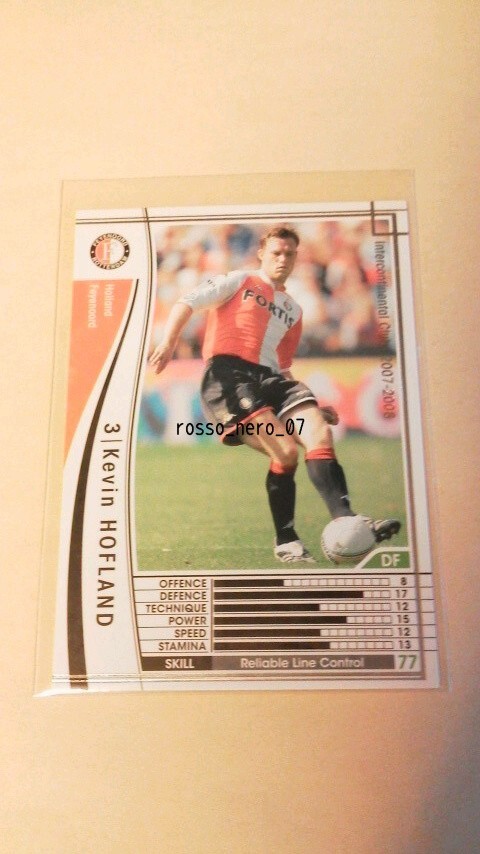 FEYENOORD
ROTTERDAM
Holland
Feyenoord
3 | Kevin HOFLAND
Intercontinental Clubs 2007-2008
FORTIS
rosso_nero_07
DF
OFFENCE 8
DEFENCE 17
TECHNIQUE 12
POWER 15
SPEED 12
STAMINA 13
SKILL Reliable Line Control 77